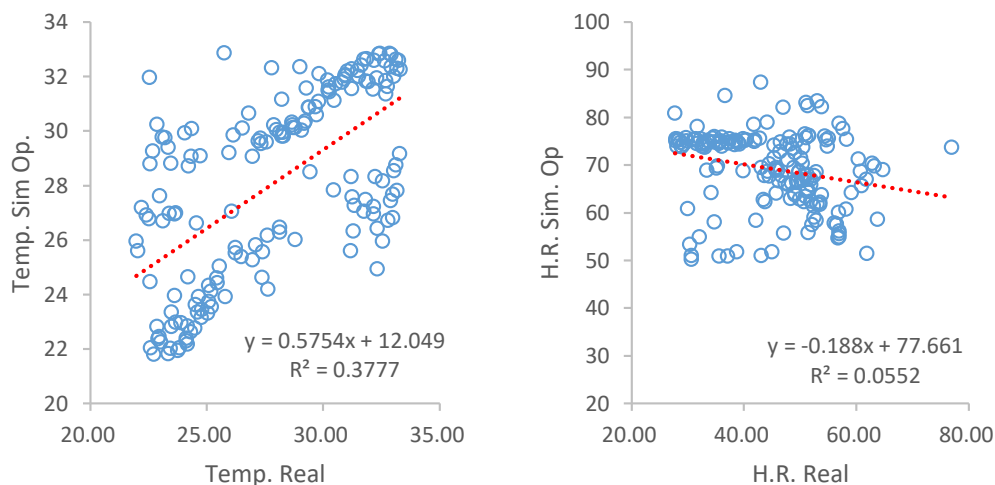 34
32
30
28
26
24
22
20
Temp. Sim Op.
y = 0.5754x + 12.049
R² = 0.3777
20.00 25.00 30.00 35.00
Temp. Real
100
90
80
70
60
50
40
30
20
H.R. Sim. Op
y = -0.188x + 77.661
R² = 0.0552
20.00 40.00 60.00 80.00
H.R. Real